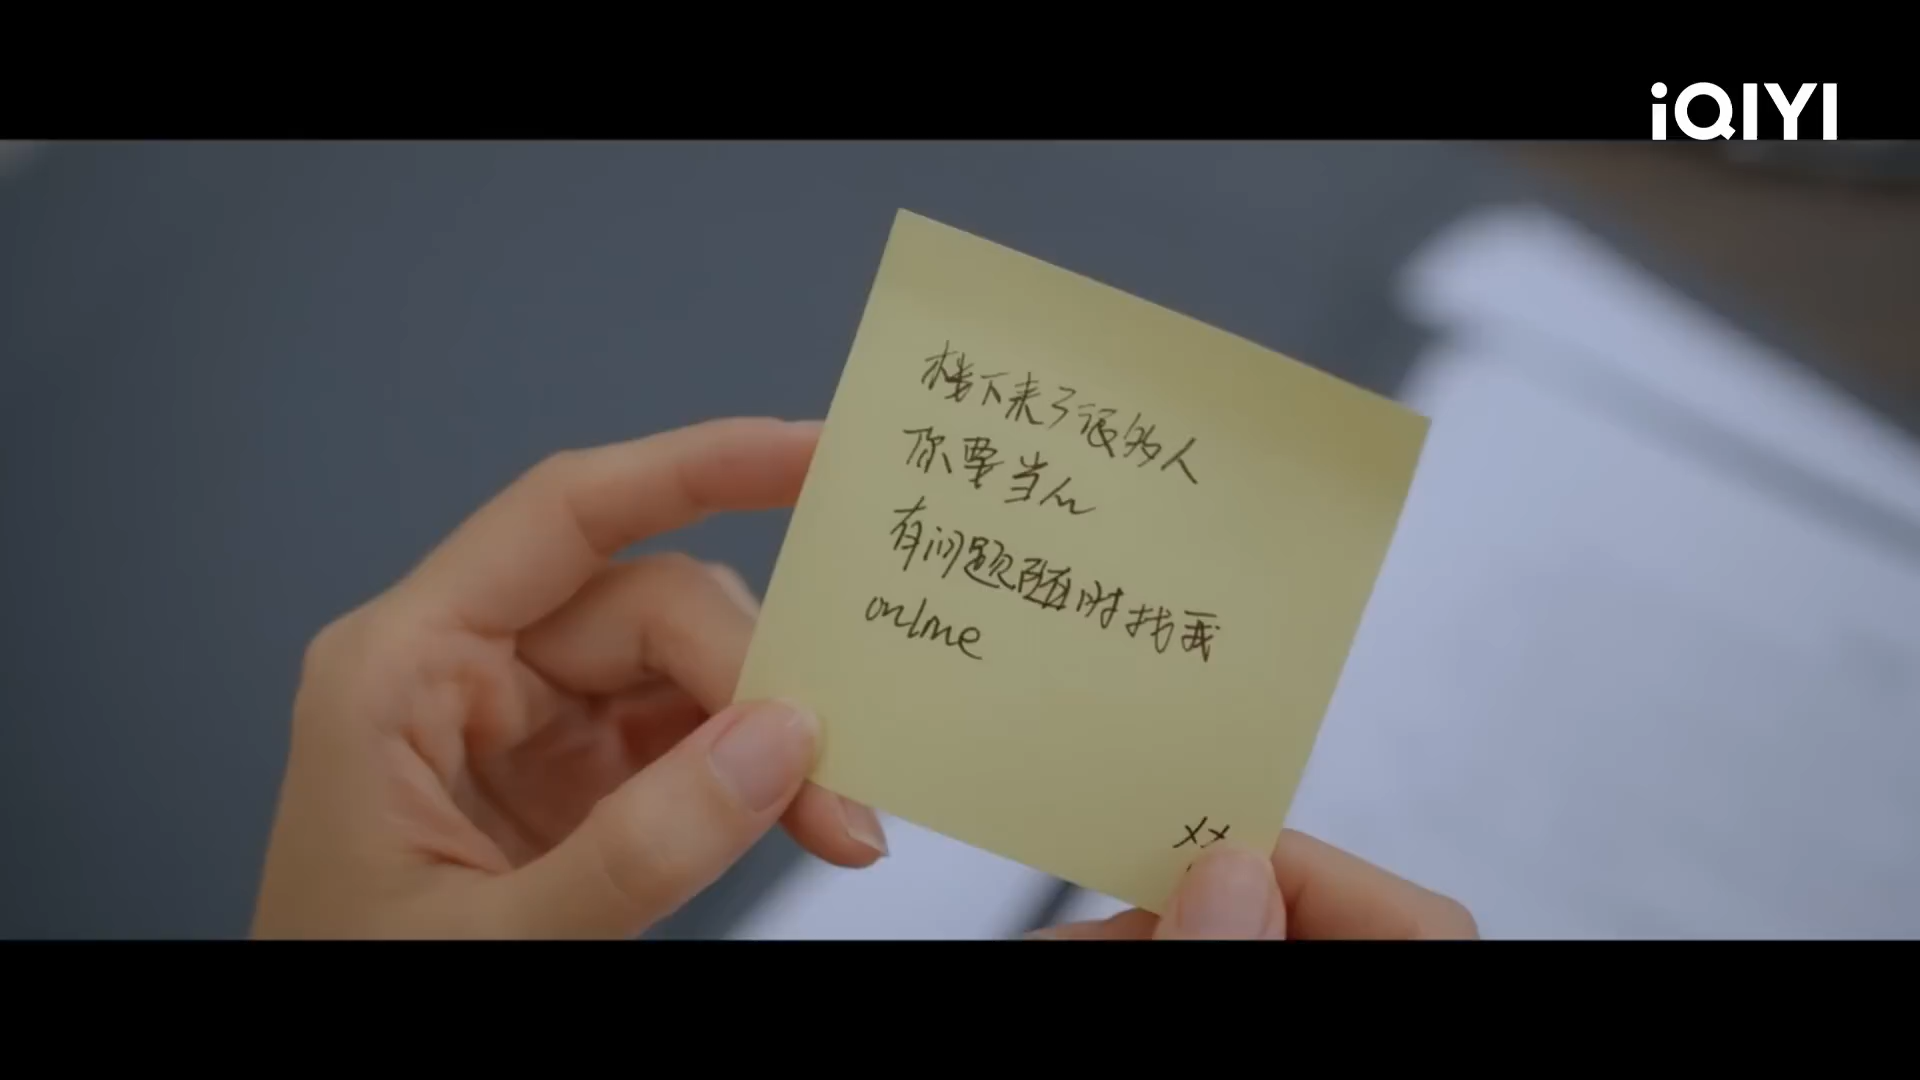 iQIYI
楼下来了很多人
你要当心
有问题随时找我
online